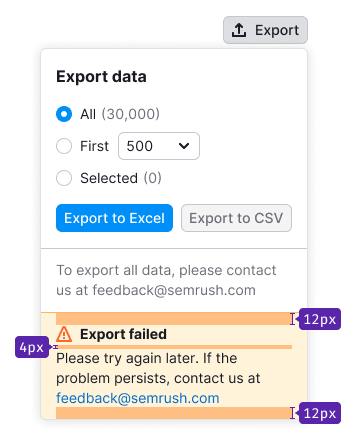 Export
Export data
All (30,000)
First 500
Selected (0)
Export to Excel Export to CSV
To export all data, please contact
us at feedback@semrush.com
12px
Export failed
4px
Please try again later. If the
problem persists, contact us at
feedback@semrush.com
12px